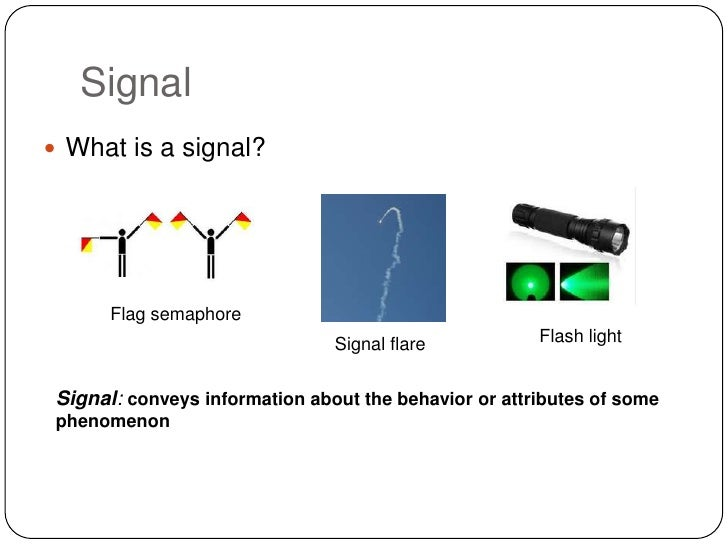 Signal
What is a signal?
Flag semaphore
Signal flare
Flash light
Signal: conveys information about the behavior or attributes of some
phenomenon